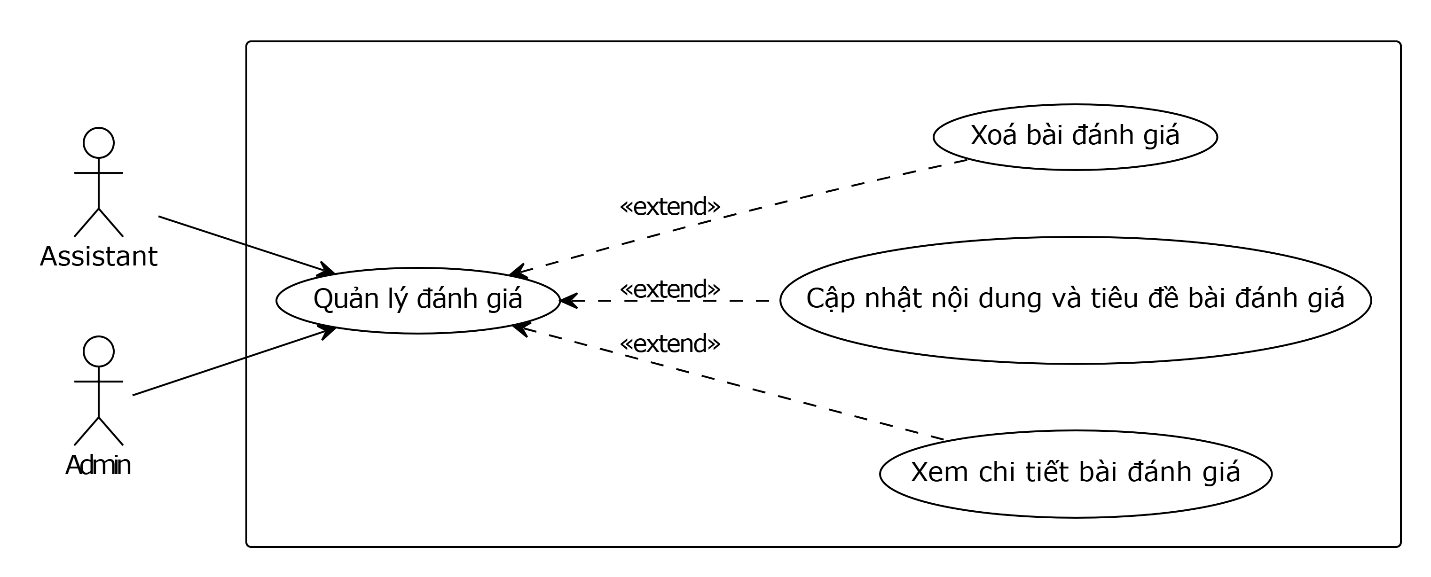 Xoá bài đánh giá
«extend»
Assistant
Quản lý đánh giá
«extend»
Cập nhật nội dung và tiêu đề bài đánh giá
«extend»
Admin
Xem chi tiết bài đánh giá